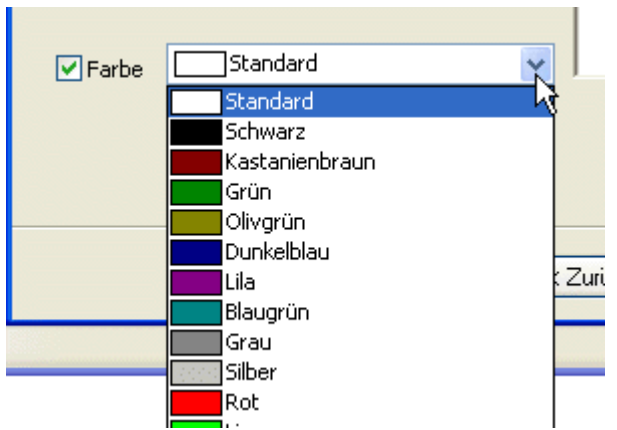 Farbe
Standard
Standard
Schwarz
Kastanienbraun
Grün
Olivgrün
Dunkelblau
Lila
Blaugrün
Grau
Silber
Rot